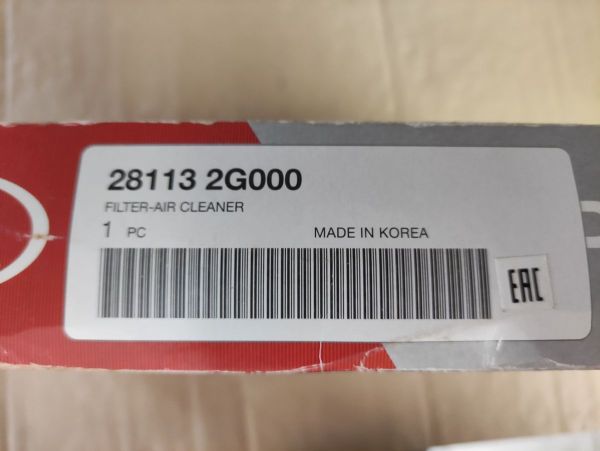 28113 2G000
FILTER-AIR CLEANER
1 PC
MADE IN KOREA
EAC